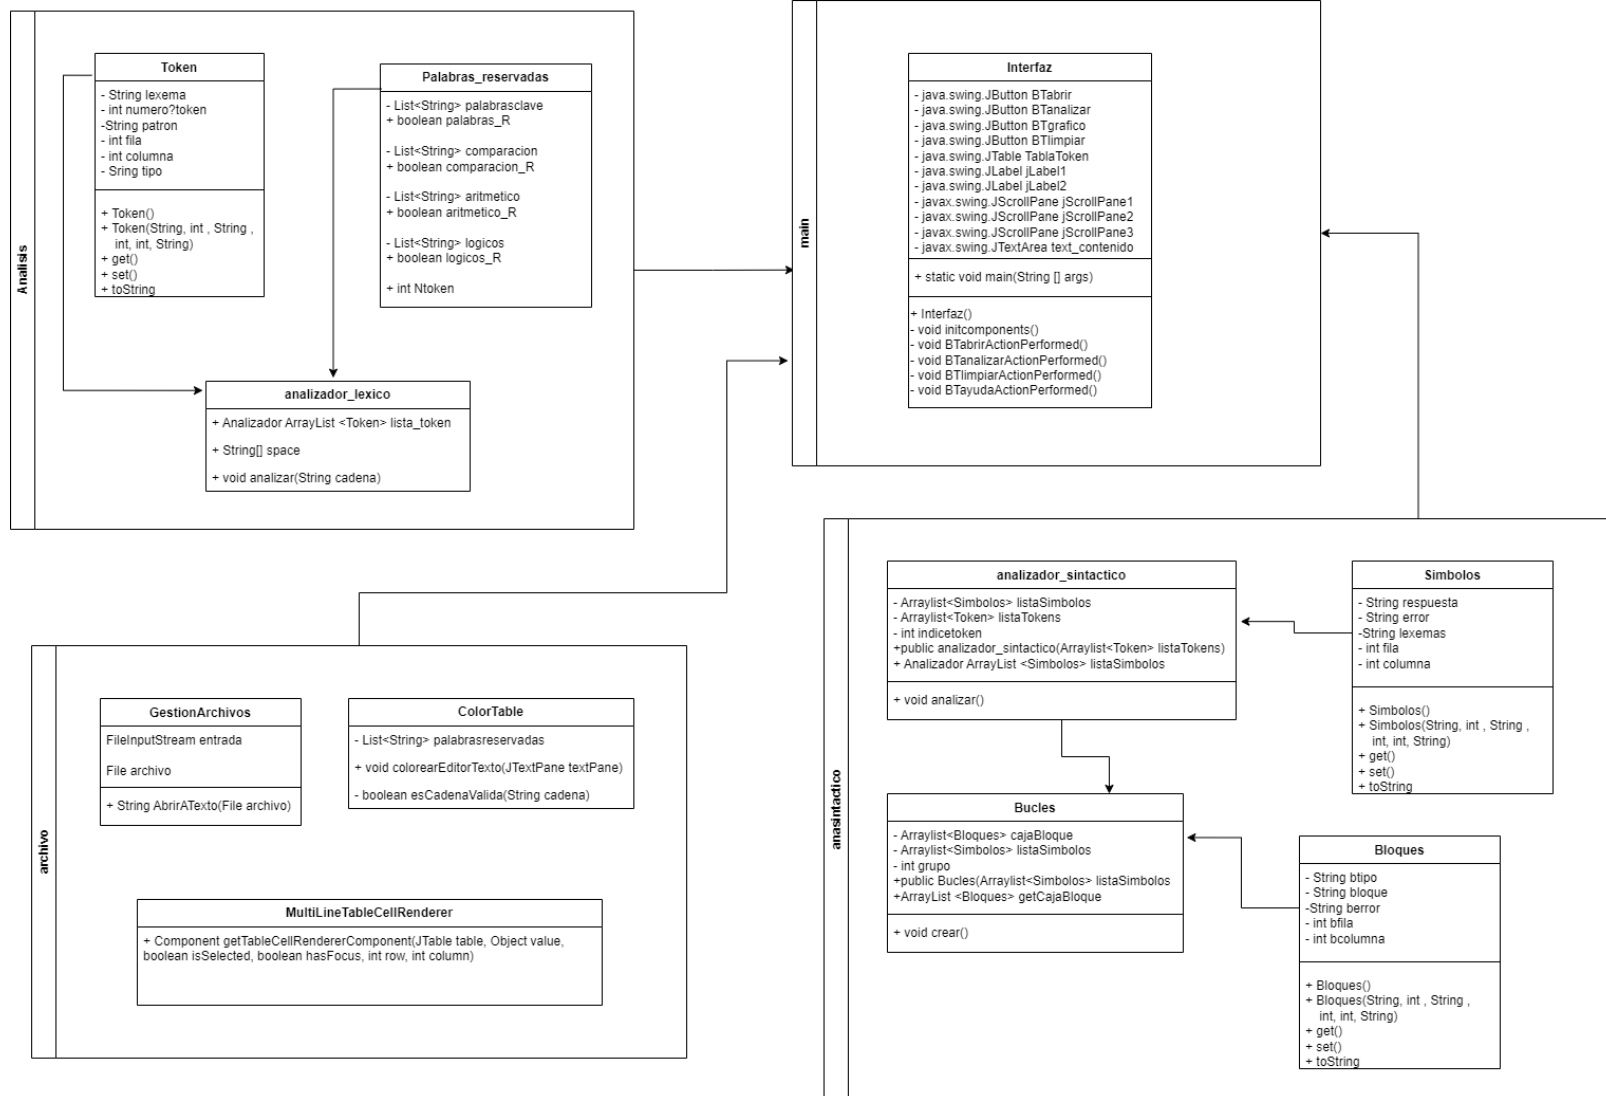 Analisis
Token
- String lexema
- int numero?token
-String patron
- int fila
- int columna
- Sring tipo
+ Token()
+ Token(String, int , String ,
int, int, String)
+ get()
+ set()
+ toString
Palabras_reservadas
- List<String> palabrasclave
+ boolean palabras_R
- List<String> comparacion
+ boolean comparacion_R
- List<String> aritmetico
+ boolean aritmetico_R
- List<String> logicos
+ boolean logicos_R
+ int Ntoken
analizador_lexico
+ Analizador ArrayList <Token> lista_token
+ String[] space
+ void analizar(String cadena)
main
Interfaz
- java.swing.JButton BTabrir
- java.swing.JButton BTanalizar
- java.swing.JButton BTgrafico
- java.swing.JButton BTlimpiar
- java.swing.JTable TablaToken
- java.swing.JLabel jLabel1
- java.swing.JLabel jLabel2
- javax.swing.JScrollPane jScrollPane1
- javax.swing.JScrollPane jScrollPane2
- javax.swing.JScrollPane jScrollPane3
- javax.swing.JTextArea text_contenido
+ static void main(String [] args)
+ Interfaz()
- void initcomponents()
- void BTabrirActionPerformed()
- void BTanalizarActionPerformed()
- void BTlimpiarActionPerformed()
- void BTayudaActionPerformed()
archivo
GestionArchivos
FileInputStream entrada
File archivo
+ String AbrirATexto(File archivo)
ColorTable
- List<String> palabrasreservadas
+ void colorearEditorTexto(JTextPane textPane)
- boolean esCadenaValida(String cadena)
MultiLineTableCellRenderer
+ Component getTableCellRendererComponent(JTable table, Object value,
boolean isSelected, boolean hasFocus, int row, int column)
anasintactico
analizador_sintactico
- Arraylist<Simbolos> listaSimbolos
- Arraylist<Token> listaTokens
- int indicetoken
+public analizador_sintactico(Arraylist<Token> listaTokens)
+ Analizador ArrayList <Simbolos> listaSimbolos
+ void analizar()
Simbolos
- String respuesta
- String error
-String lexemas
- int fila
- int columna
+ Simbolos()
+ Simbolos(String, int , String ,
int, int, String)
+ get()
+ set()
+ toString
Bucles
- Arraylist<Bloques> cajaBloque
- Arraylist<Simbolos> listaSimbolos
- int grupo
+public Bucles(Arraylist<Simbolos> listaSimbolos
+ArrayList <Bloques> getCajaBloque
+ void crear()
Bloques
- String btipo
- String bloque
-String berror
- int bfila
- int bcolumna
+ Bloques()
+ Bloques(String, int , String ,
int, int, String)
+ get()
+ set()
+ toString